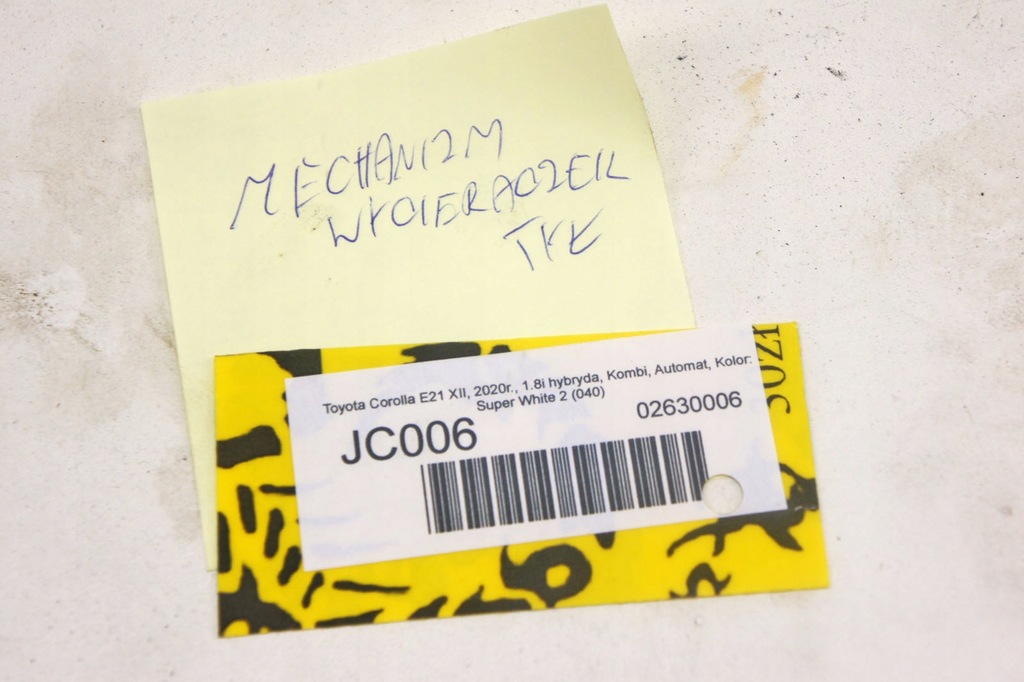 MECHANIZM
WYCIERACZEK
TYŁ
Toyota Corolla E21 XII, 2020r., 1.8i hybryda, Kombi, Automat, Kolor:
Super White 2 (040)
JC006
02630006